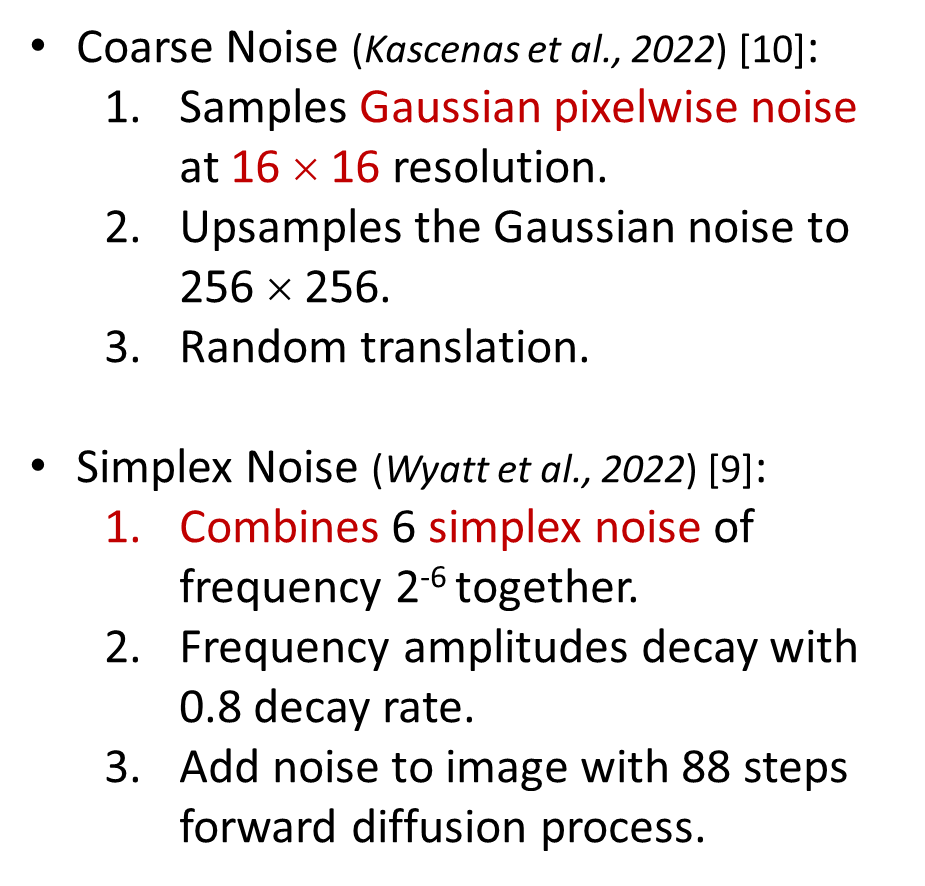 • Coarse Noise (Kascenas et al., 2022) [10]:
1. Samples Gaussian pixelwise noise
at 16 × 16 resolution.
2. Upsamples the Gaussian noise to
256 × 256.
3. Random translation.
• Simplex Noise (Wyatt et al., 2022) [9]:
1. Combines 6 simplex noise of
frequency 2⁻⁶ together.
2. Frequency amplitudes decay with
0.8 decay rate.
3. Add noise to image with 88 steps
forward diffusion process.